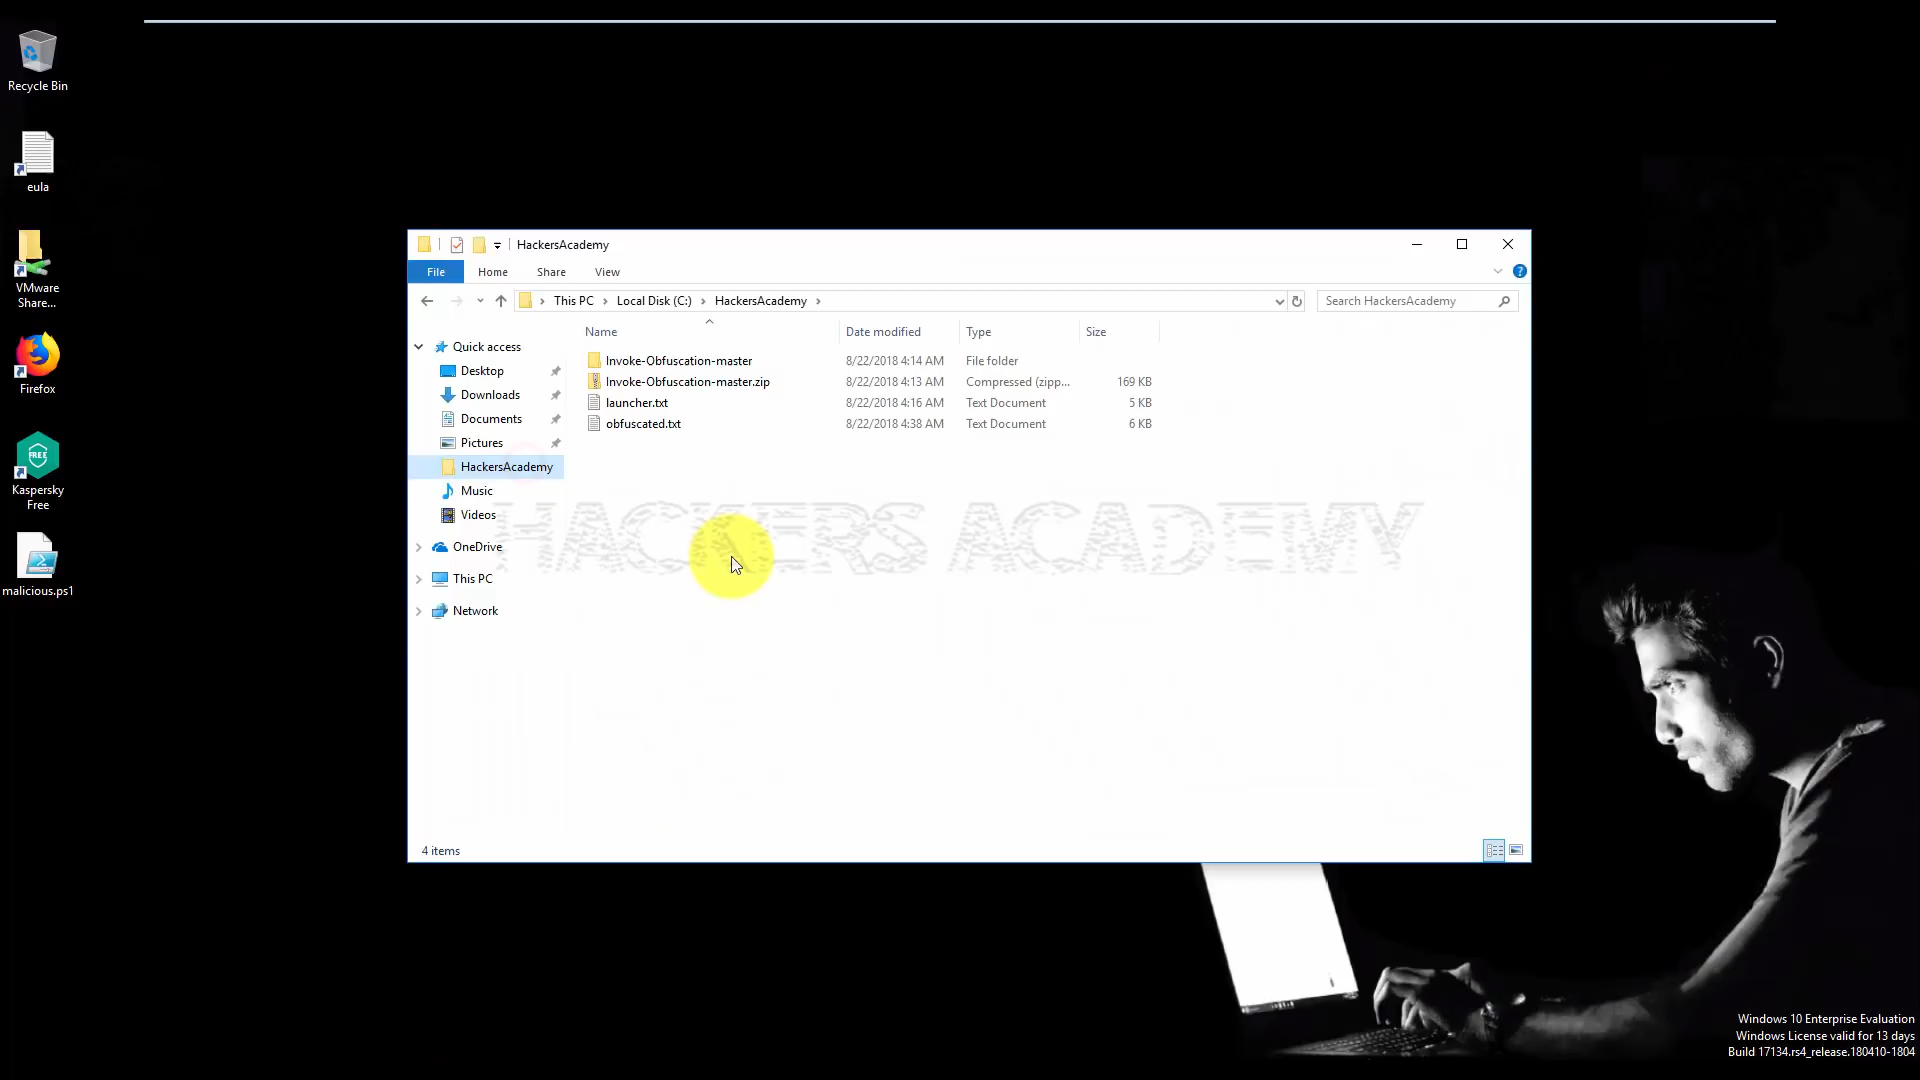 Recycle Bin
eula
VMware
Share...
Firefox
FREE
Kaspersky
Free
malicious.ps1
HackersAcademy
File
Home
Share
View
This PC
Local Disk (C:)
HackersAcademy
Search HackersAcademy
Quick access
Desktop
Downloads
Documents
Pictures
HackersAcademy
Music
Videos
OneDrive
This PC
Network
Name Date modified Type Size
Invoke-Obfuscation-master 8/22/2018 4:14 AM File folder
Invoke-Obfuscation-master.zip 8/22/2018 4:13 AM Compressed (zipp... 169 KB
launcher.txt 8/22/2018 4:16 AM Text Document 5 KB
obfuscated.txt 8/22/2018 4:38 AM Text Document 6 KB
HACKERS ACADEMY
4 items
Windows 10 Enterprise Evaluation
Windows License valid for 13 days
Build 17134.rs4_release.180410-1804